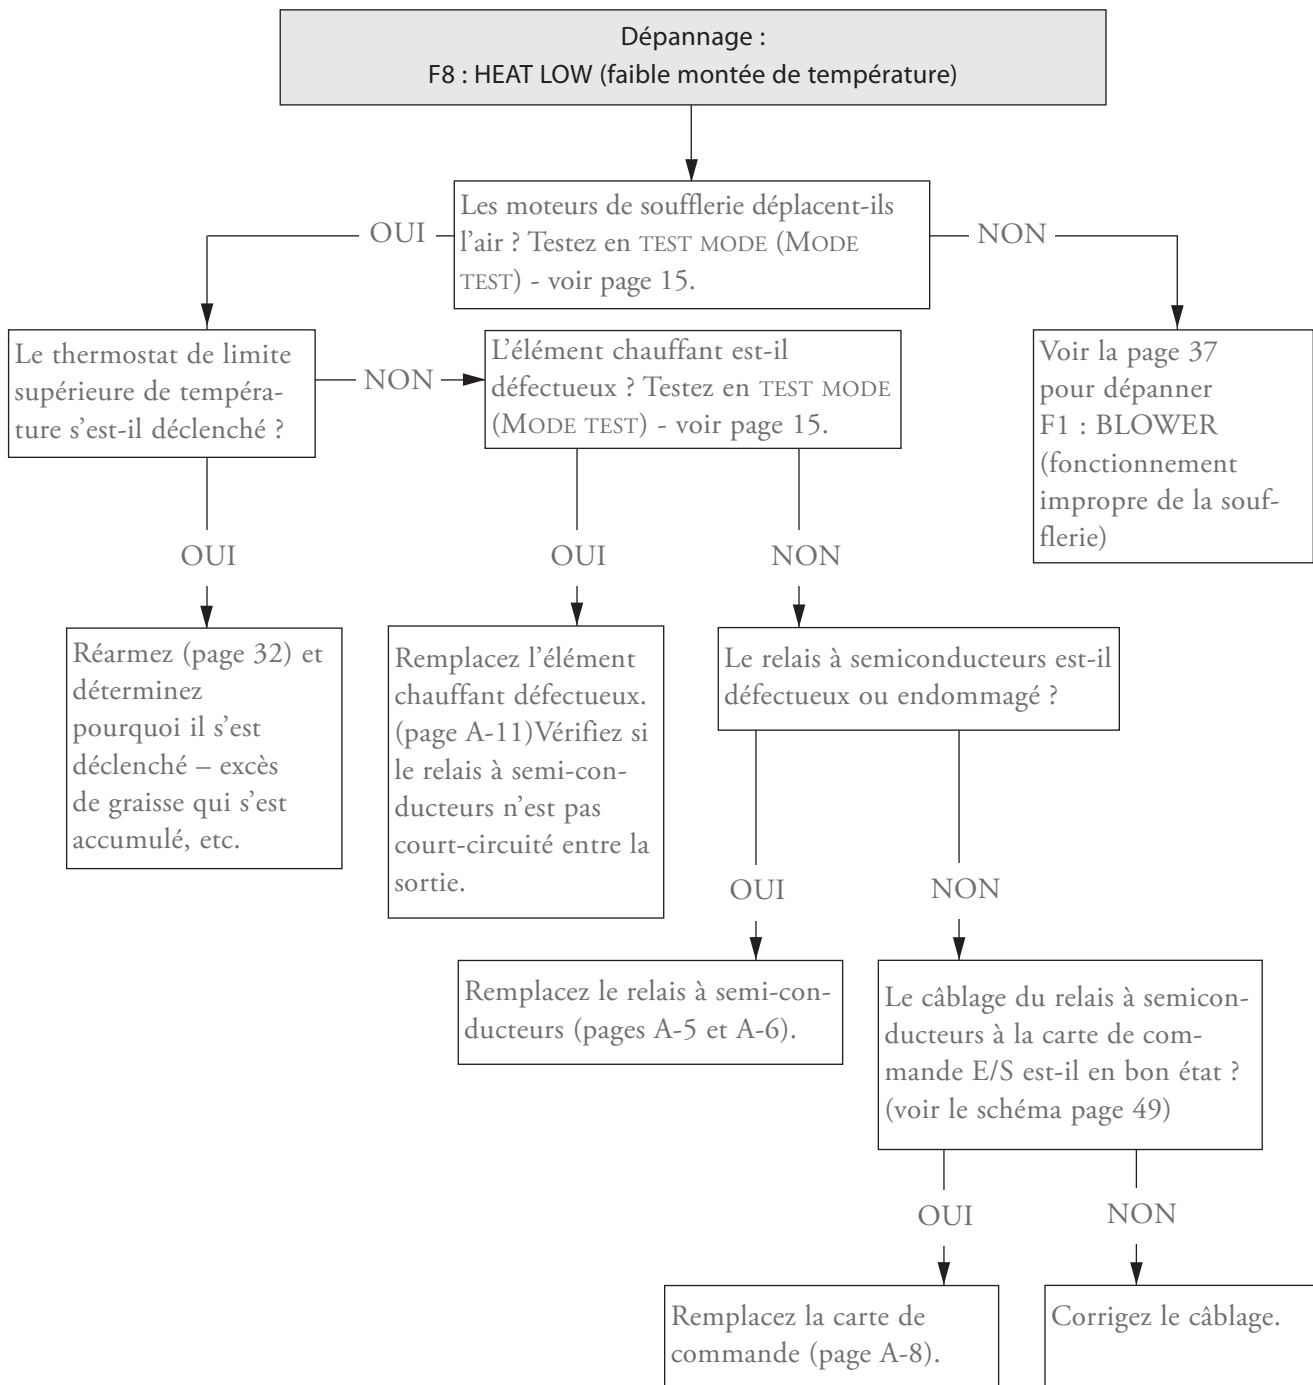 Dépannage :
F8 : HEAT LOW (faible montée de température)
Les moteurs de soufflerie déplacent-ils
l'air ? Testez en TEST MODE (MODE
TEST) - voir page 15.
OUI
NON
Le thermostat de limite
supérieure de tempéra-
ture s'est-il déclenché ?
NON
L'élément chauffant est-il
défectueux ? Testez en TEST MODE
(MODE TEST) - voir page 15.
Voir la page 37
pour dépanner
F1 : BLOWER
(fonctionnement
impropre de la souf-
flerie)
OUI
OUI
NON
Réarmez (page 32) et
déterminez
pourquoi il s'est
déclenché – excès
de graisse qui s'est
accumulé, etc.
Remplacez l'élément
chauffant défectueux.
(page A-11)Vérifiez si
le relais à semi-con-
ducteurs n'est pas
court-circuité entre la
sortie.
Le relais à semiconducteurs est-il
défectueux ou endommagé ?
OUI
NON
Remplacez le relais à semi-con-
ducteurs (pages A-5 et A-6).
Le câblage du relais à semicon-
ducteurs à la carte de com-
mande E/S est-il en bon état ?
(voir le schéma page 49)
OUI
NON
Remplacez la carte de
commande (page A-8).
Corrigez le câblage.